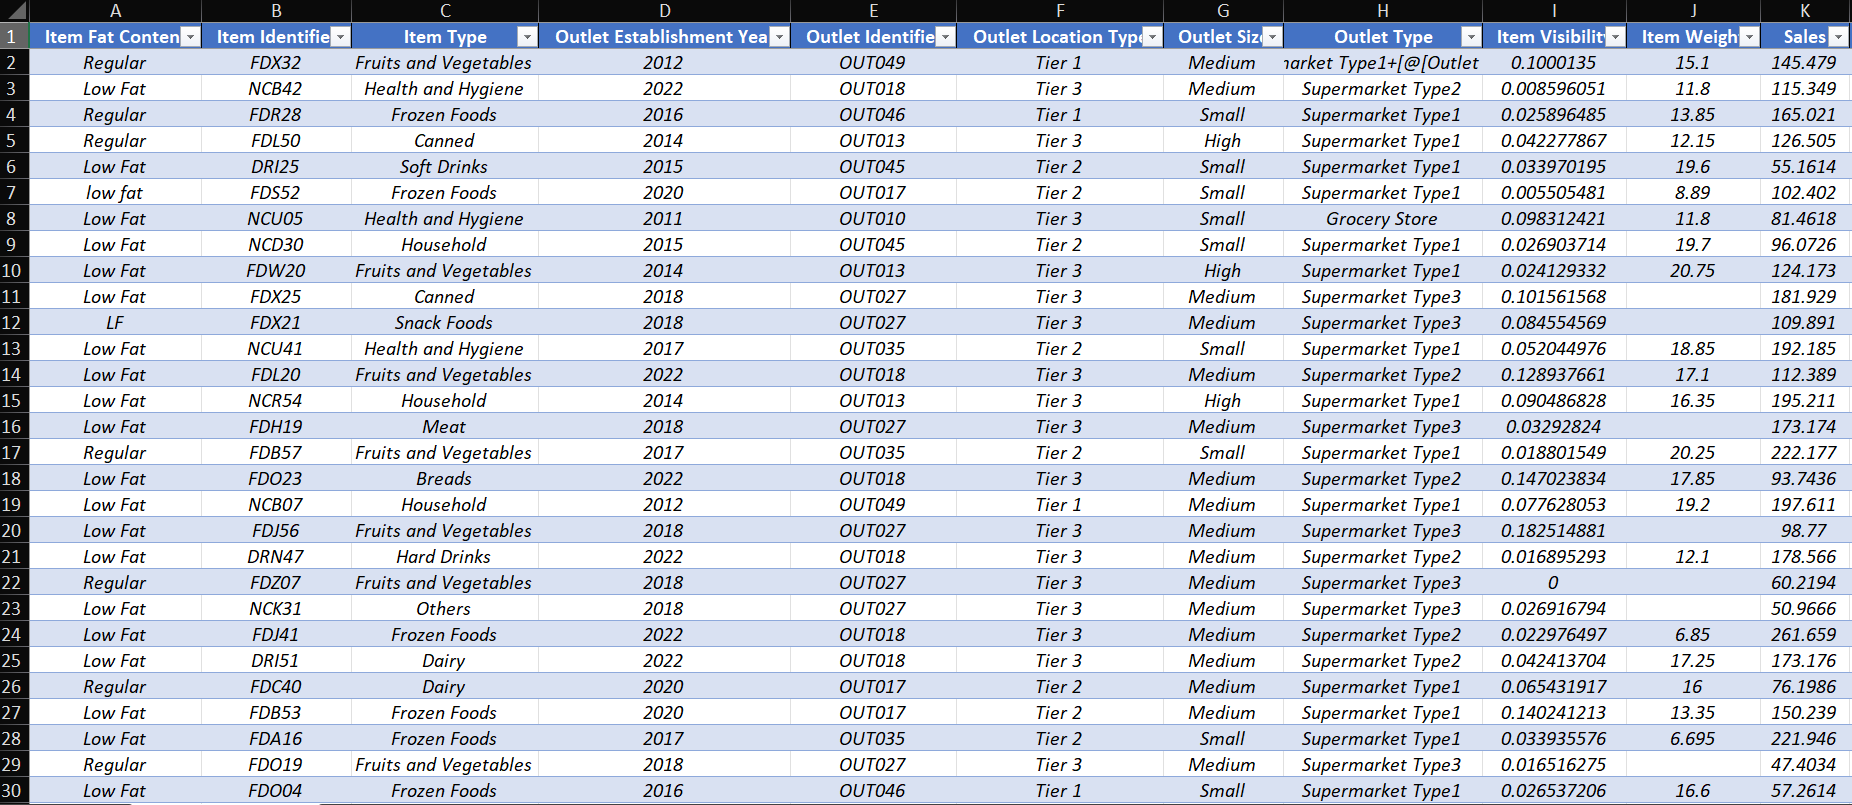 A B C D E F G H I J K
1 Item Fat Conten Item Identifie Item Type Outlet Establishment Yea Outlet Identifie Outlet Location Type Outlet Siz Outlet Type Item Visibilit Item Weigh Sales
2 Regular FDX32 Fruits and Vegetables 2012 OUT049 Tier 1 Medium market Type1+[@[Outlet 0.1000135 15.1 145.479
3 Low Fat NCB42 Health and Hygiene 2022 OUT018 Tier 3 Medium Supermarket Type2 0.008596051 11.8 115.349
4 Regular FDR28 Frozen Foods 2016 OUT046 Tier 1 Small Supermarket Type1 0.025896485 13.85 165.021
5 Regular FDL50 Canned 2014 OUT013 Tier 3 High Supermarket Type1 0.042277867 12.15 126.505
6 Low Fat DRI25 Soft Drinks 2015 OUT045 Tier 2 Small Supermarket Type1 0.033970195 19.6 55.1614
7 low fat FDS52 Frozen Foods 2020 OUT017 Tier 2 Small Supermarket Type1 0.005505481 8.89 102.402
8 Low Fat NCU05 Health and Hygiene 2011 OUT010 Tier 3 Small Grocery Store 0.098312421 11.8 81.4618
9 Low Fat NCD30 Household 2015 OUT045 Tier 2 Small Supermarket Type1 0.026903714 19.7 96.0726
10 Low Fat FDW20 Fruits and Vegetables 2014 OUT013 Tier 3 High Supermarket Type1 0.024129332 20.75 124.173
11 Low Fat FDX25 Canned 2018 OUT027 Tier 3 Medium Supermarket Type3 0.101561568 181.929
12 LF FDX21 Snack Foods 2018 OUT027 Tier 3 Medium Supermarket Type3 0.084554569 109.891
13 Low Fat NCU41 Health and Hygiene 2017 OUT035 Tier 2 Small Supermarket Type1 0.052044976 18.85 192.185
14 Low Fat FDL20 Fruits and Vegetables 2022 OUT018 Tier 3 Medium Supermarket Type2 0.128937661 17.1 112.389
15 Low Fat NCR54 Household 2014 OUT013 Tier 3 High Supermarket Type1 0.090486828 16.35 195.211
16 Low Fat FDH19 Meat 2018 OUT027 Tier 3 Medium Supermarket Type3 0.03292824 173.174
17 Regular FDB57 Fruits and Vegetables 2017 OUT035 Tier 2 Small Supermarket Type1 0.018801549 20.25 222.177
18 Low Fat FDO23 Breads 2022 OUT018 Tier 3 Medium Supermarket Type2 0.147023834 17.85 93.7436
19 Low Fat NCB07 Household 2012 OUT049 Tier 1 Medium Supermarket Type1 0.077628053 19.2 197.611
20 Low Fat FDJ56 Fruits and Vegetables 2018 OUT027 Tier 3 Medium Supermarket Type3 0.182514881 98.77
21 Low Fat DRN47 Hard Drinks 2022 OUT018 Tier 3 Medium Supermarket Type2 0.016895293 12.1 178.566
22 Regular FDZ07 Fruits and Vegetables 2018 OUT027 Tier 3 Medium Supermarket Type3 0 60.2194
23 Low Fat NCK31 Others 2018 OUT027 Tier 3 Medium Supermarket Type3 0.026916794 50.9666
24 Low Fat FDJ41 Frozen Foods 2022 OUT018 Tier 3 Medium Supermarket Type2 0.022976497 6.85 261.659
25 Low Fat DRI51 Dairy 2022 OUT018 Tier 3 Medium Supermarket Type2 0.042413704 17.25 173.176
26 Regular FDC40 Dairy 2020 OUT017 Tier 2 Medium Supermarket Type1 0.065431917 16 76.1986
27 Low Fat FDB53 Frozen Foods 2020 OUT017 Tier 2 Medium Supermarket Type1 0.140241213 13.35 150.239
28 Low Fat FDA16 Frozen Foods 2017 OUT035 Tier 2 Small Supermarket Type1 0.033935576 6.695 221.946
29 Regular FDO19 Fruits and Vegetables 2018 OUT027 Tier 3 Medium Supermarket Type3 0.016516275 47.4034
30 Low Fat FDO04 Frozen Foods 2016 OUT046 Tier 1 Small Supermarket Type1 0.026537206 16.6 57.2614